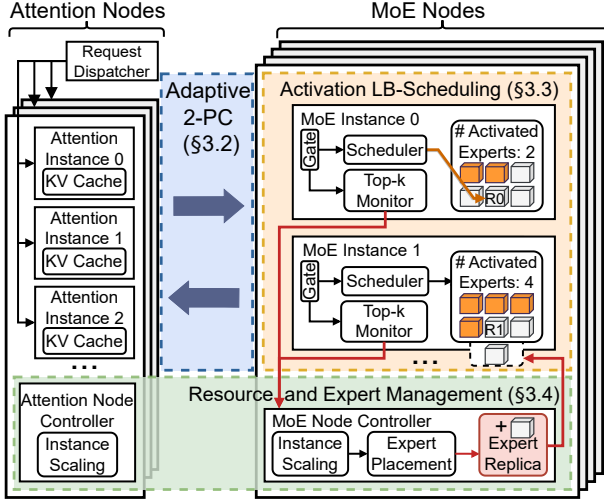 Attention Nodes
MoE Nodes
Request
Dispatcher
Attention
Instance 0
KV Cache
Attention
Instance 1
KV Cache
Attention
Instance 2
KV Cache
...
Adaptive
2-PC
(§3.2)
Activation LB-Scheduling (§3.3)
MoE Instance 0
Gate
Scheduler
Top-k
Monitor
# Activated
Experts: 2
R0
MoE Instance 1
Gate
Scheduler
Top-k
Monitor
# Activated
Experts: 4
R1
...
Resource and Expert Management (§3.4)
Attention Node
Controller
Instance
Scaling
MoE Node Controller
Instance
Scaling
Expert
Placement
+
Expert
Replica